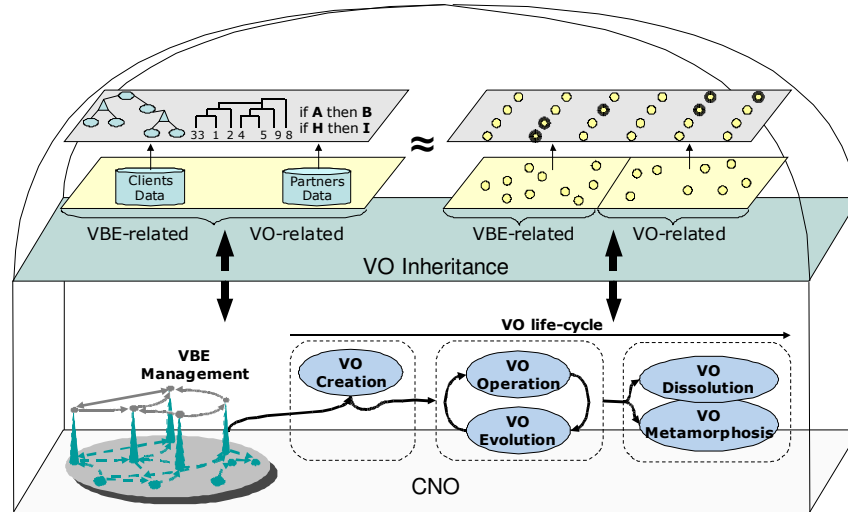 if A then B
if H then I
33 1 2 4 5 9 8
≈
Clients
Data
Partners
Data
VBE-related VO-related
VBE-related VO-related
VO Inheritance
VO life-cycle
VBE
Management
VO
Creation
VO
Operation
VO
Evolution
VO
Dissolution
VO
Metamorphosis
CNO